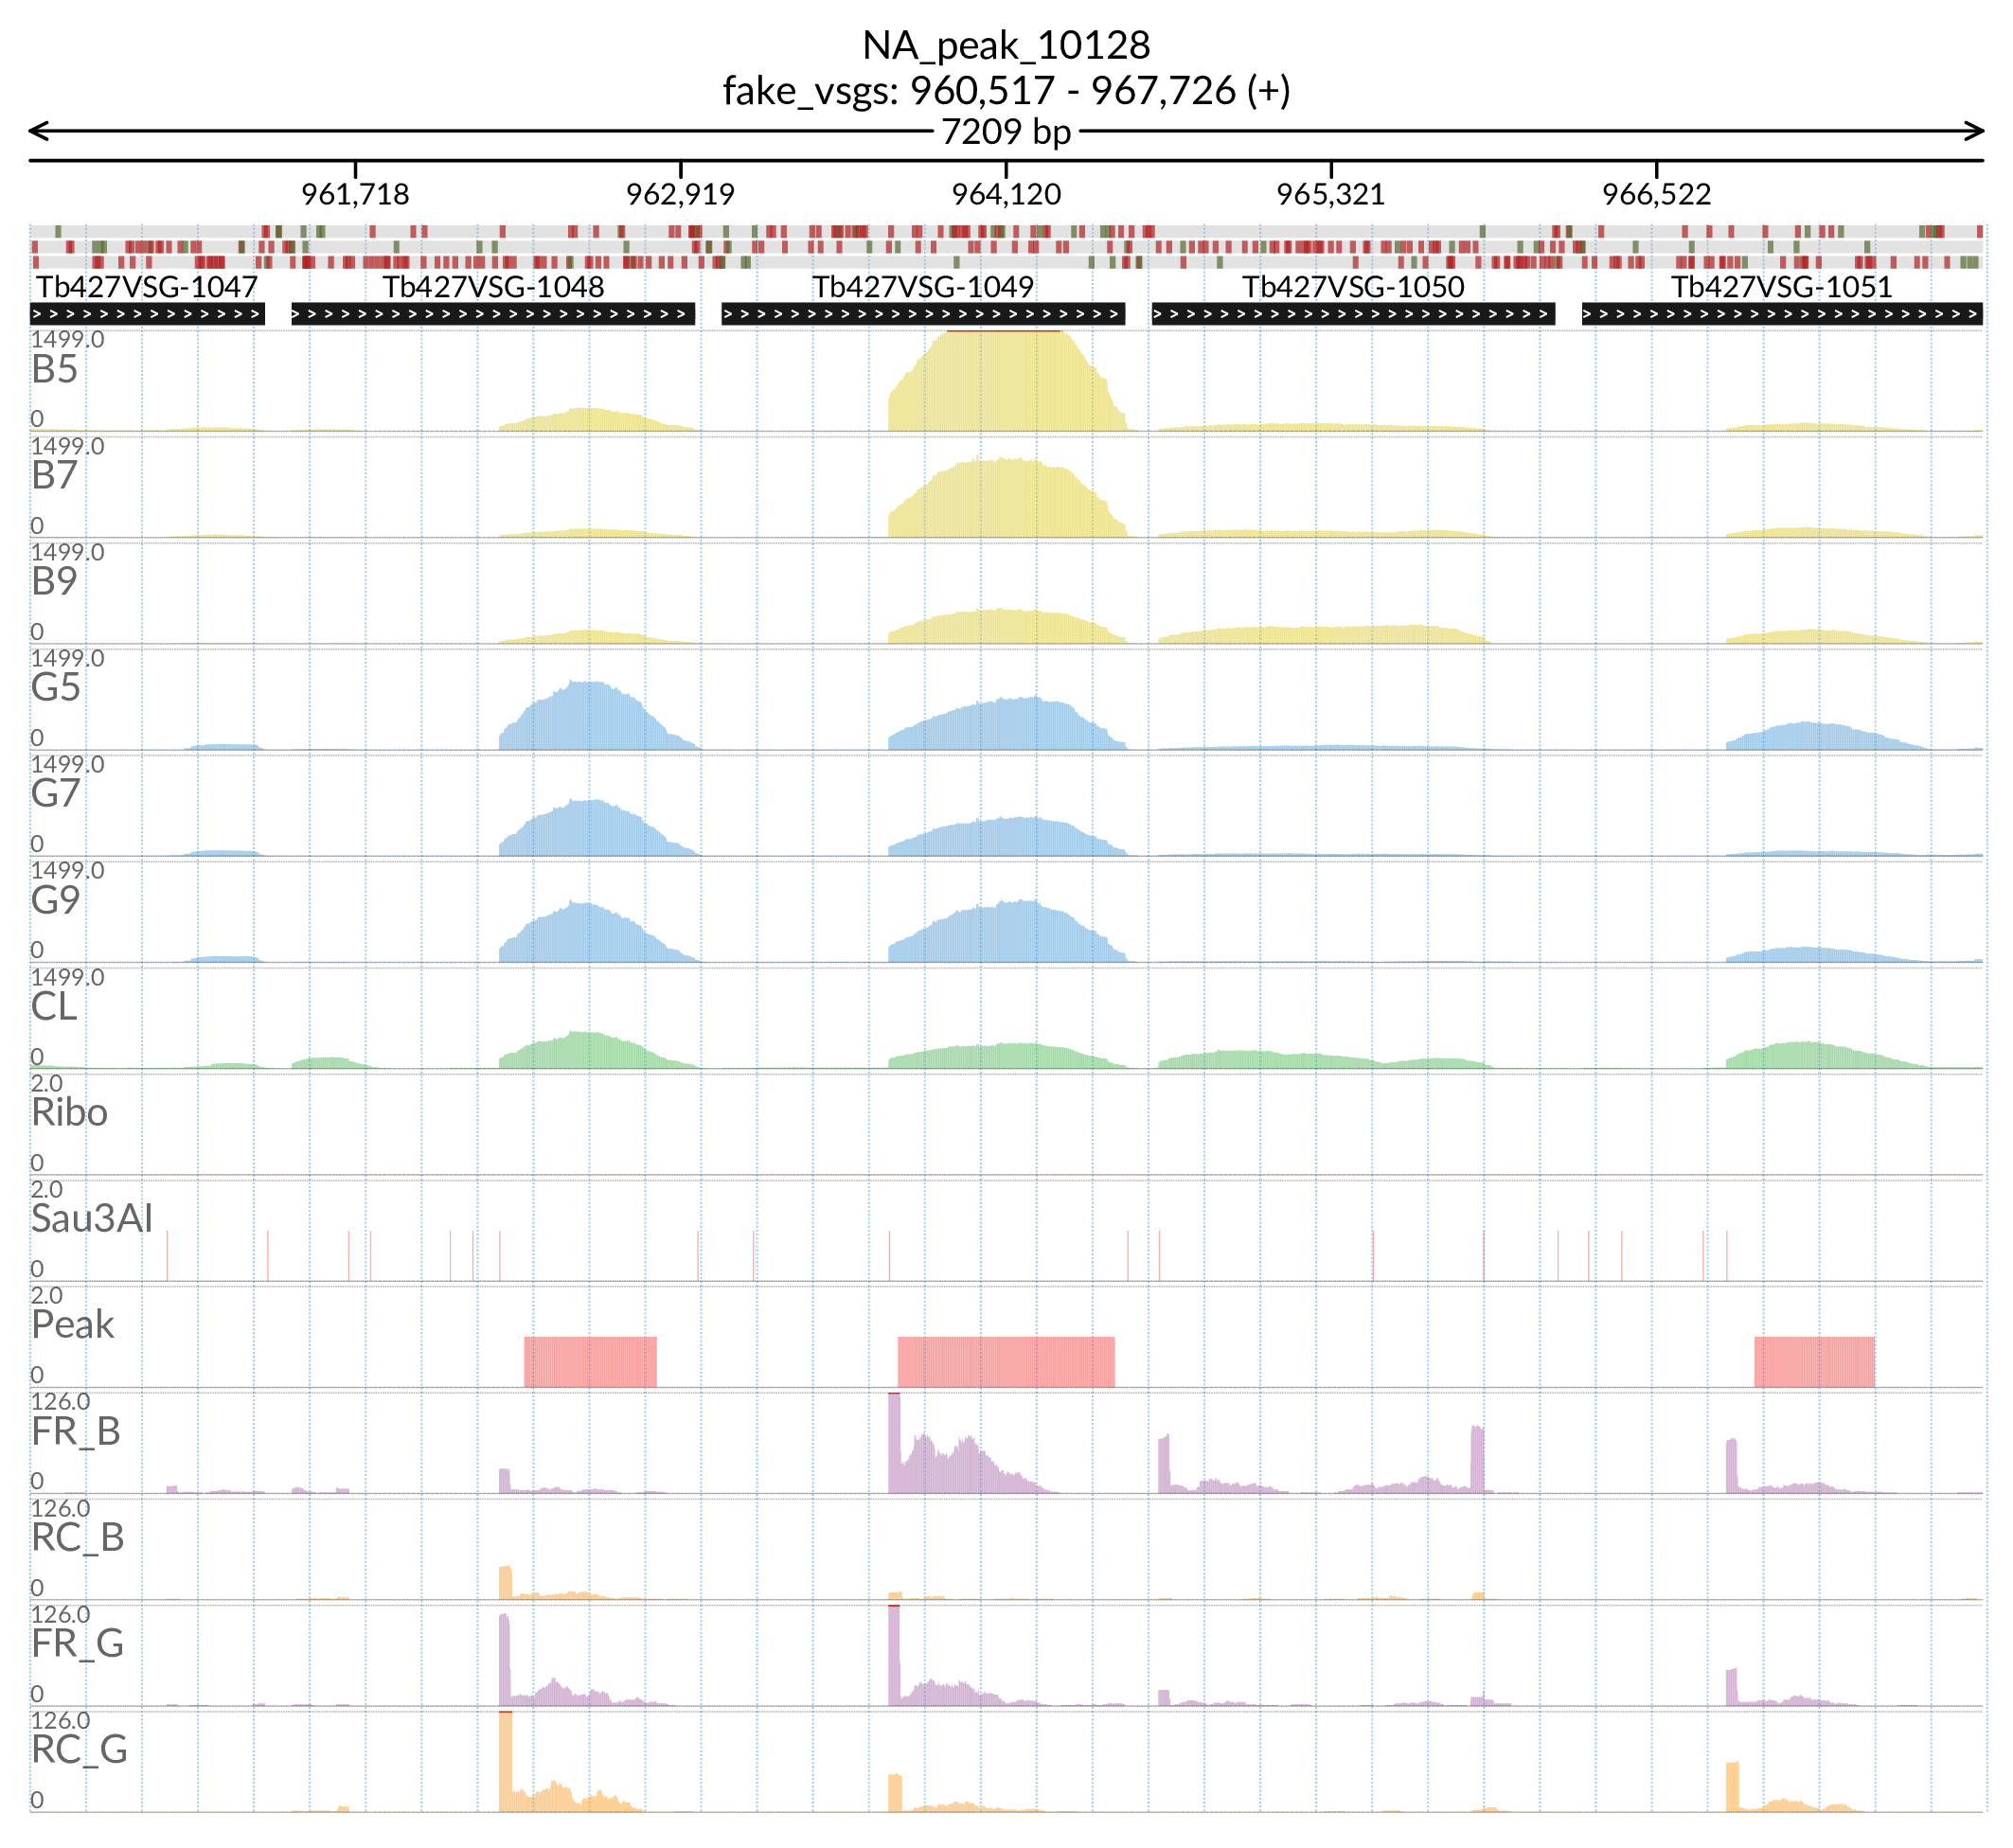 NA_peak_10128
fake_vsgs: 960,517 - 967,726 (+)
7209 bp
961,718 962,919 964,120 965,321 966,522
Tb427VSG-1047 Tb427VSG-1048 Tb427VSG-1049 Tb427VSG-1050 Tb427VSG-1051
1499.0
B5
0
1499.0
B7
0
1499.0
B9
0
1499.0
G5
0
1499.0
G7
0
1499.0
G9
0
1499.0
CL
0
2.0
Ribo
0
2.0
Sau3AI
0
2.0
Peak
0
126.0
FR_B
0
126.0
RC_B
0
126.0
FR_G
0
126.0
RC_G
0